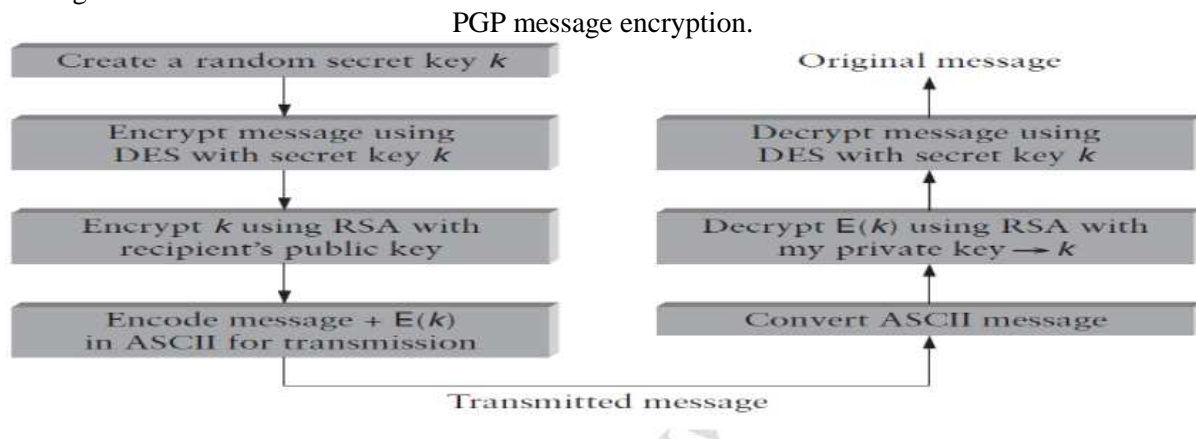 PGP message encryption.
Create a random secret key k
Encrypt message using
DES with secret key k
Encrypt k using RSA with
recipient's public key
Encode message + E(k)
in ASCII for transmission
Transmitted message
Convert ASCII message
Decrypt E(k) using RSA with
my private key → k
Decrypt message using
DES with secret key k
Original message